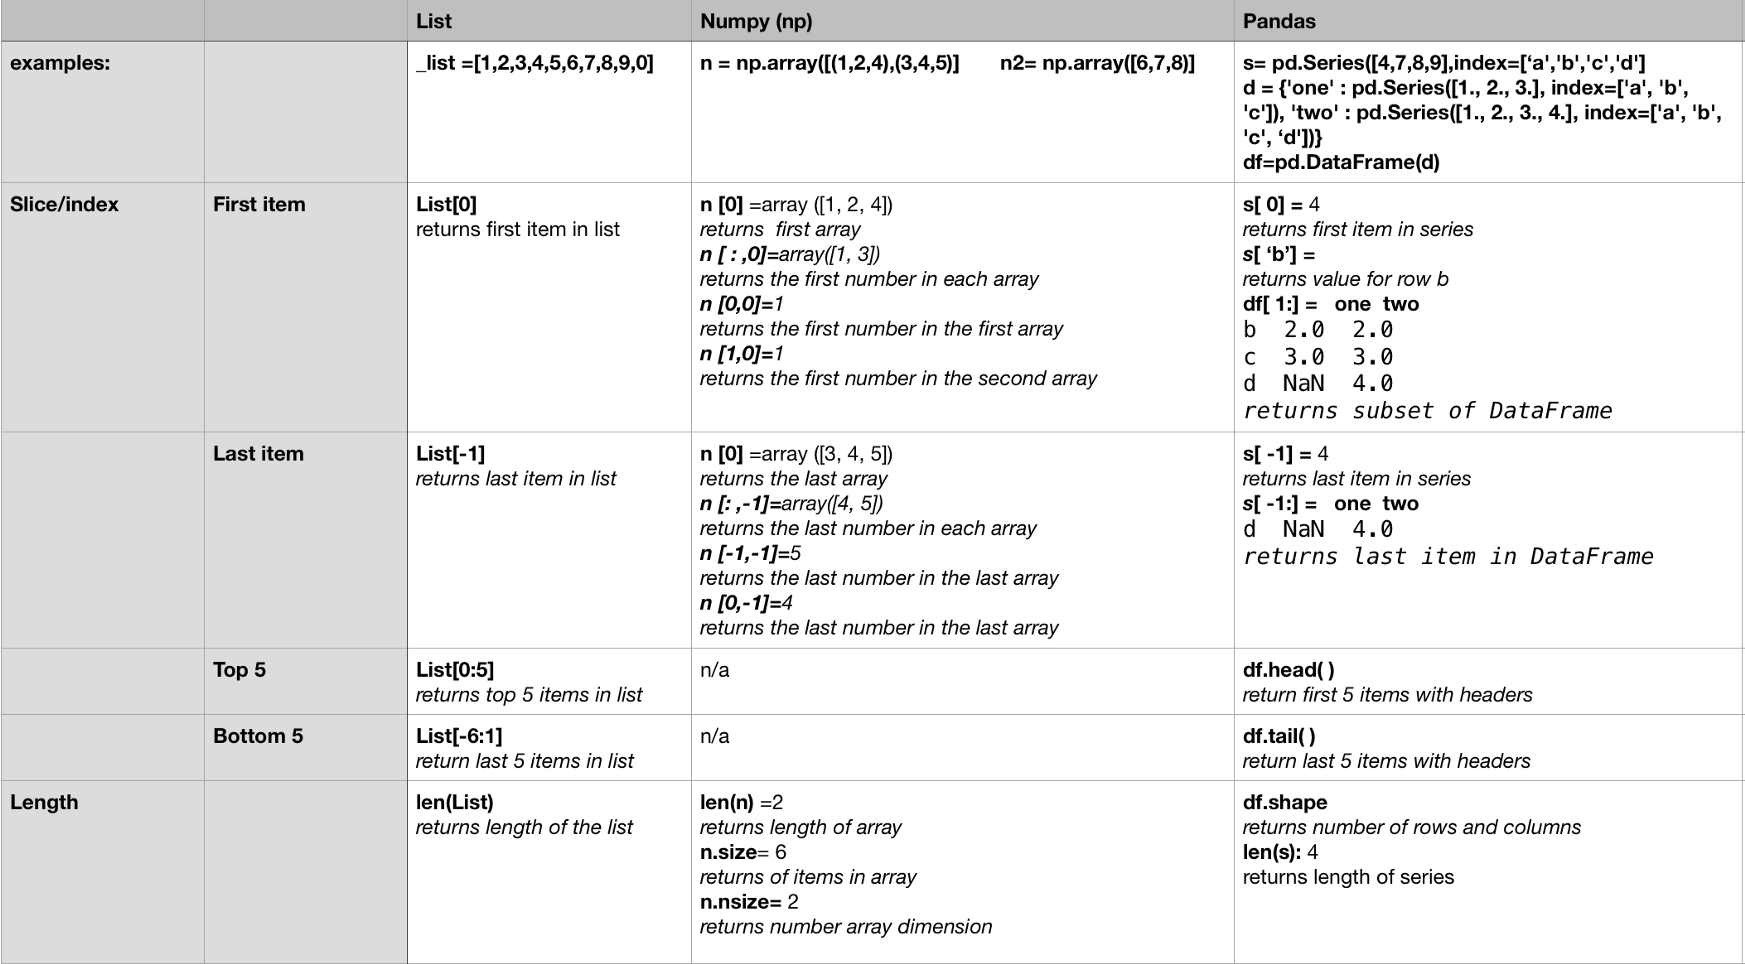 List Numpy (np) Pandas
examples:
_list =[1,2,3,4,5,6,7,8,9,0]
n = np.array([(1,2,4),(3,4,5)] n2= np.array([6,7,8)]
s= pd.Series([4,7,8,9],index=[‘a','b','c','d']
d = {'one' : pd.Series([1., 2., 3.], index=['a', 'b',
'c']), 'two' : pd.Series([1., 2., 3., 4.], index=['a', 'b',
'c', ‘d'])}
df=pd.DataFrame(d)
Slice/index
First item
List[0]
returns first item in list
n [0] =array ([1, 2, 4])
returns first array
n [ : ,0]=array([1, 3])
returns the first number in each array
n [0,0]=1
returns the first number in the first array
n [1,0]=1
returns the first number in the second array
s[ 0] = 4
returns first item in series
s[ ‘b’] =
returns value for row b
df[ 1:] = one two
b 2.0 2.0
c 3.0 3.0
d NaN 4.0
returns subset of DataFrame
Last item
List[-1]
returns last item in list
n [0] =array ([3, 4, 5])
returns the last array
n [: ,-1]=array([4, 5])
returns the last number in each array
n [-1,-1]=5
returns the last number in the last array
n [0,-1]=4
returns the last number in the last array
s[ -1] = 4
returns last item in series
s[ -1:] = one two
d NaN 4.0
returns last item in DataFrame
Top 5
List[0:5]
returns top 5 items in list
n/a
df.head( )
return first 5 items with headers
Bottom 5
List[-6:1]
return last 5 items in list
n/a
df.tail( )
return last 5 items with headers
Length
len(List)
returns length of the list
len(n) =2
returns length of array
n.size= 6
returns of items in array
n.nsize= 2
returns number array dimension
df.shape
returns number of rows and columns
len(s): 4
returns length of series